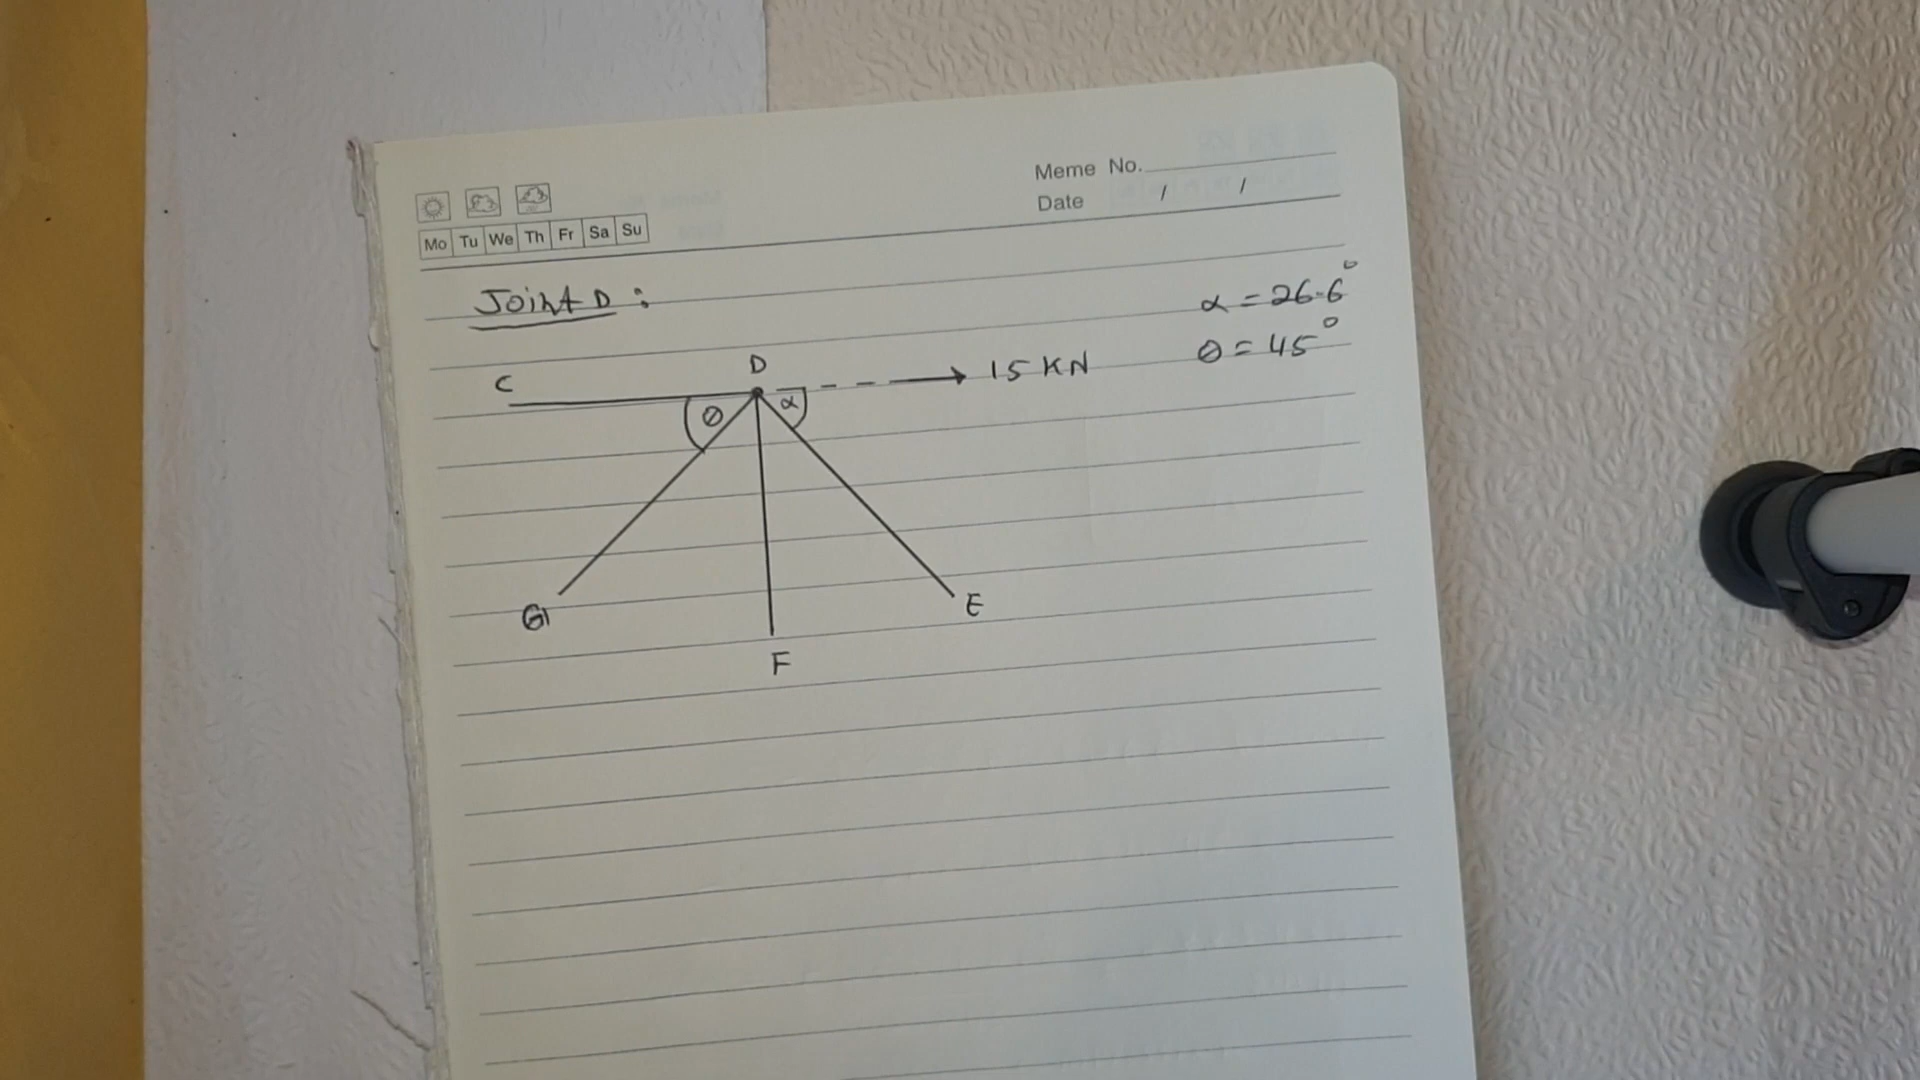 Meme No.
Date / /
Mo Tu We Th Fr Sa Su
Joint D :
α = 26.6°
θ = 45°
D
C
15 KN
θ
α
G
E
F